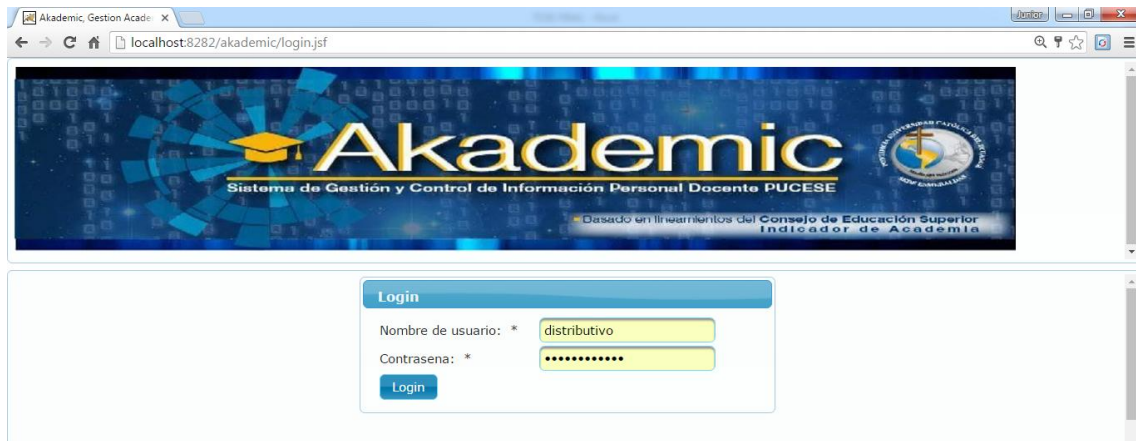 Akademic, Gestion Acade
Junior
localhost:8282/akademic/login.jsf
Akademic
Sistema de Gestión y Control de Información Personal Docente PUCESE
Basado en lineamientos del Consejo de Educación Superior
Indicador de Academia
Login
Nombre de usuario: *
distributivo
Contrasena: *
Login